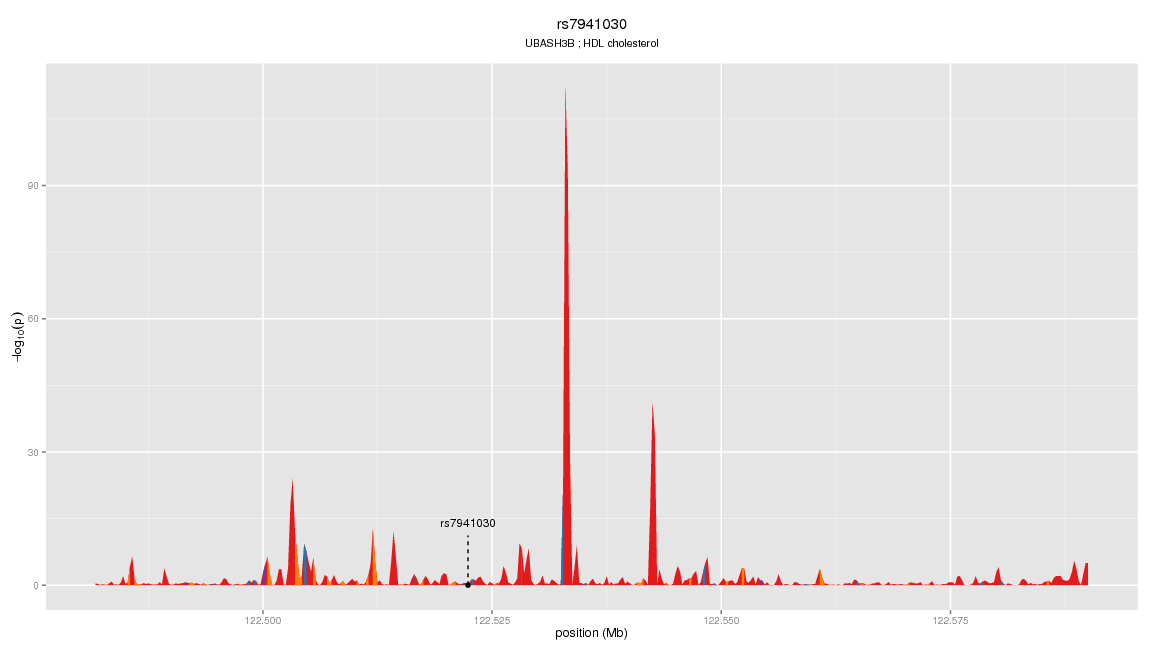 rs7941030
UBASH3B ; HDL cholesterol
−log10(p)
90
60
30
0
rs7941030
122.500
122.525
122.550
122.575
position (Mb)